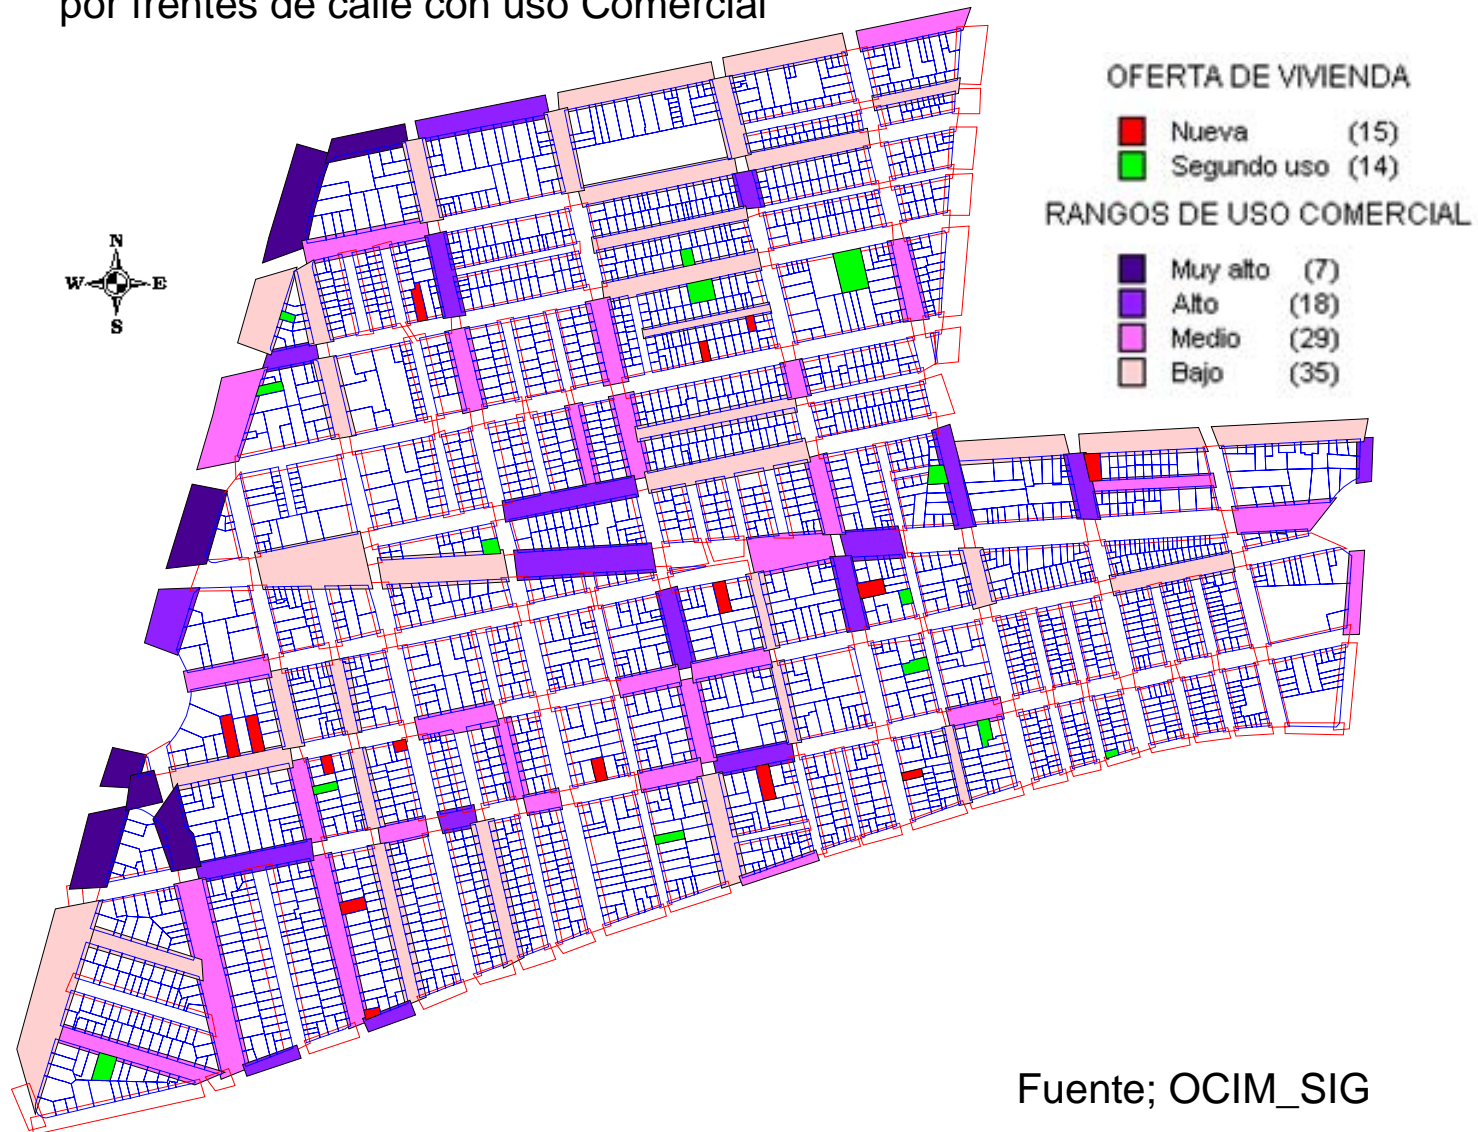 por frentes de calle con uso Comercial
OFERTA DE VIVIENDA
Nueva (15)
Segundo uso (14)
RANGOS DE USO COMERCIAL
Muy alto (7)
Alto (18)
Medio (29)
Bajo (35)
N
W E
S
Fuente; OCIM_SIG